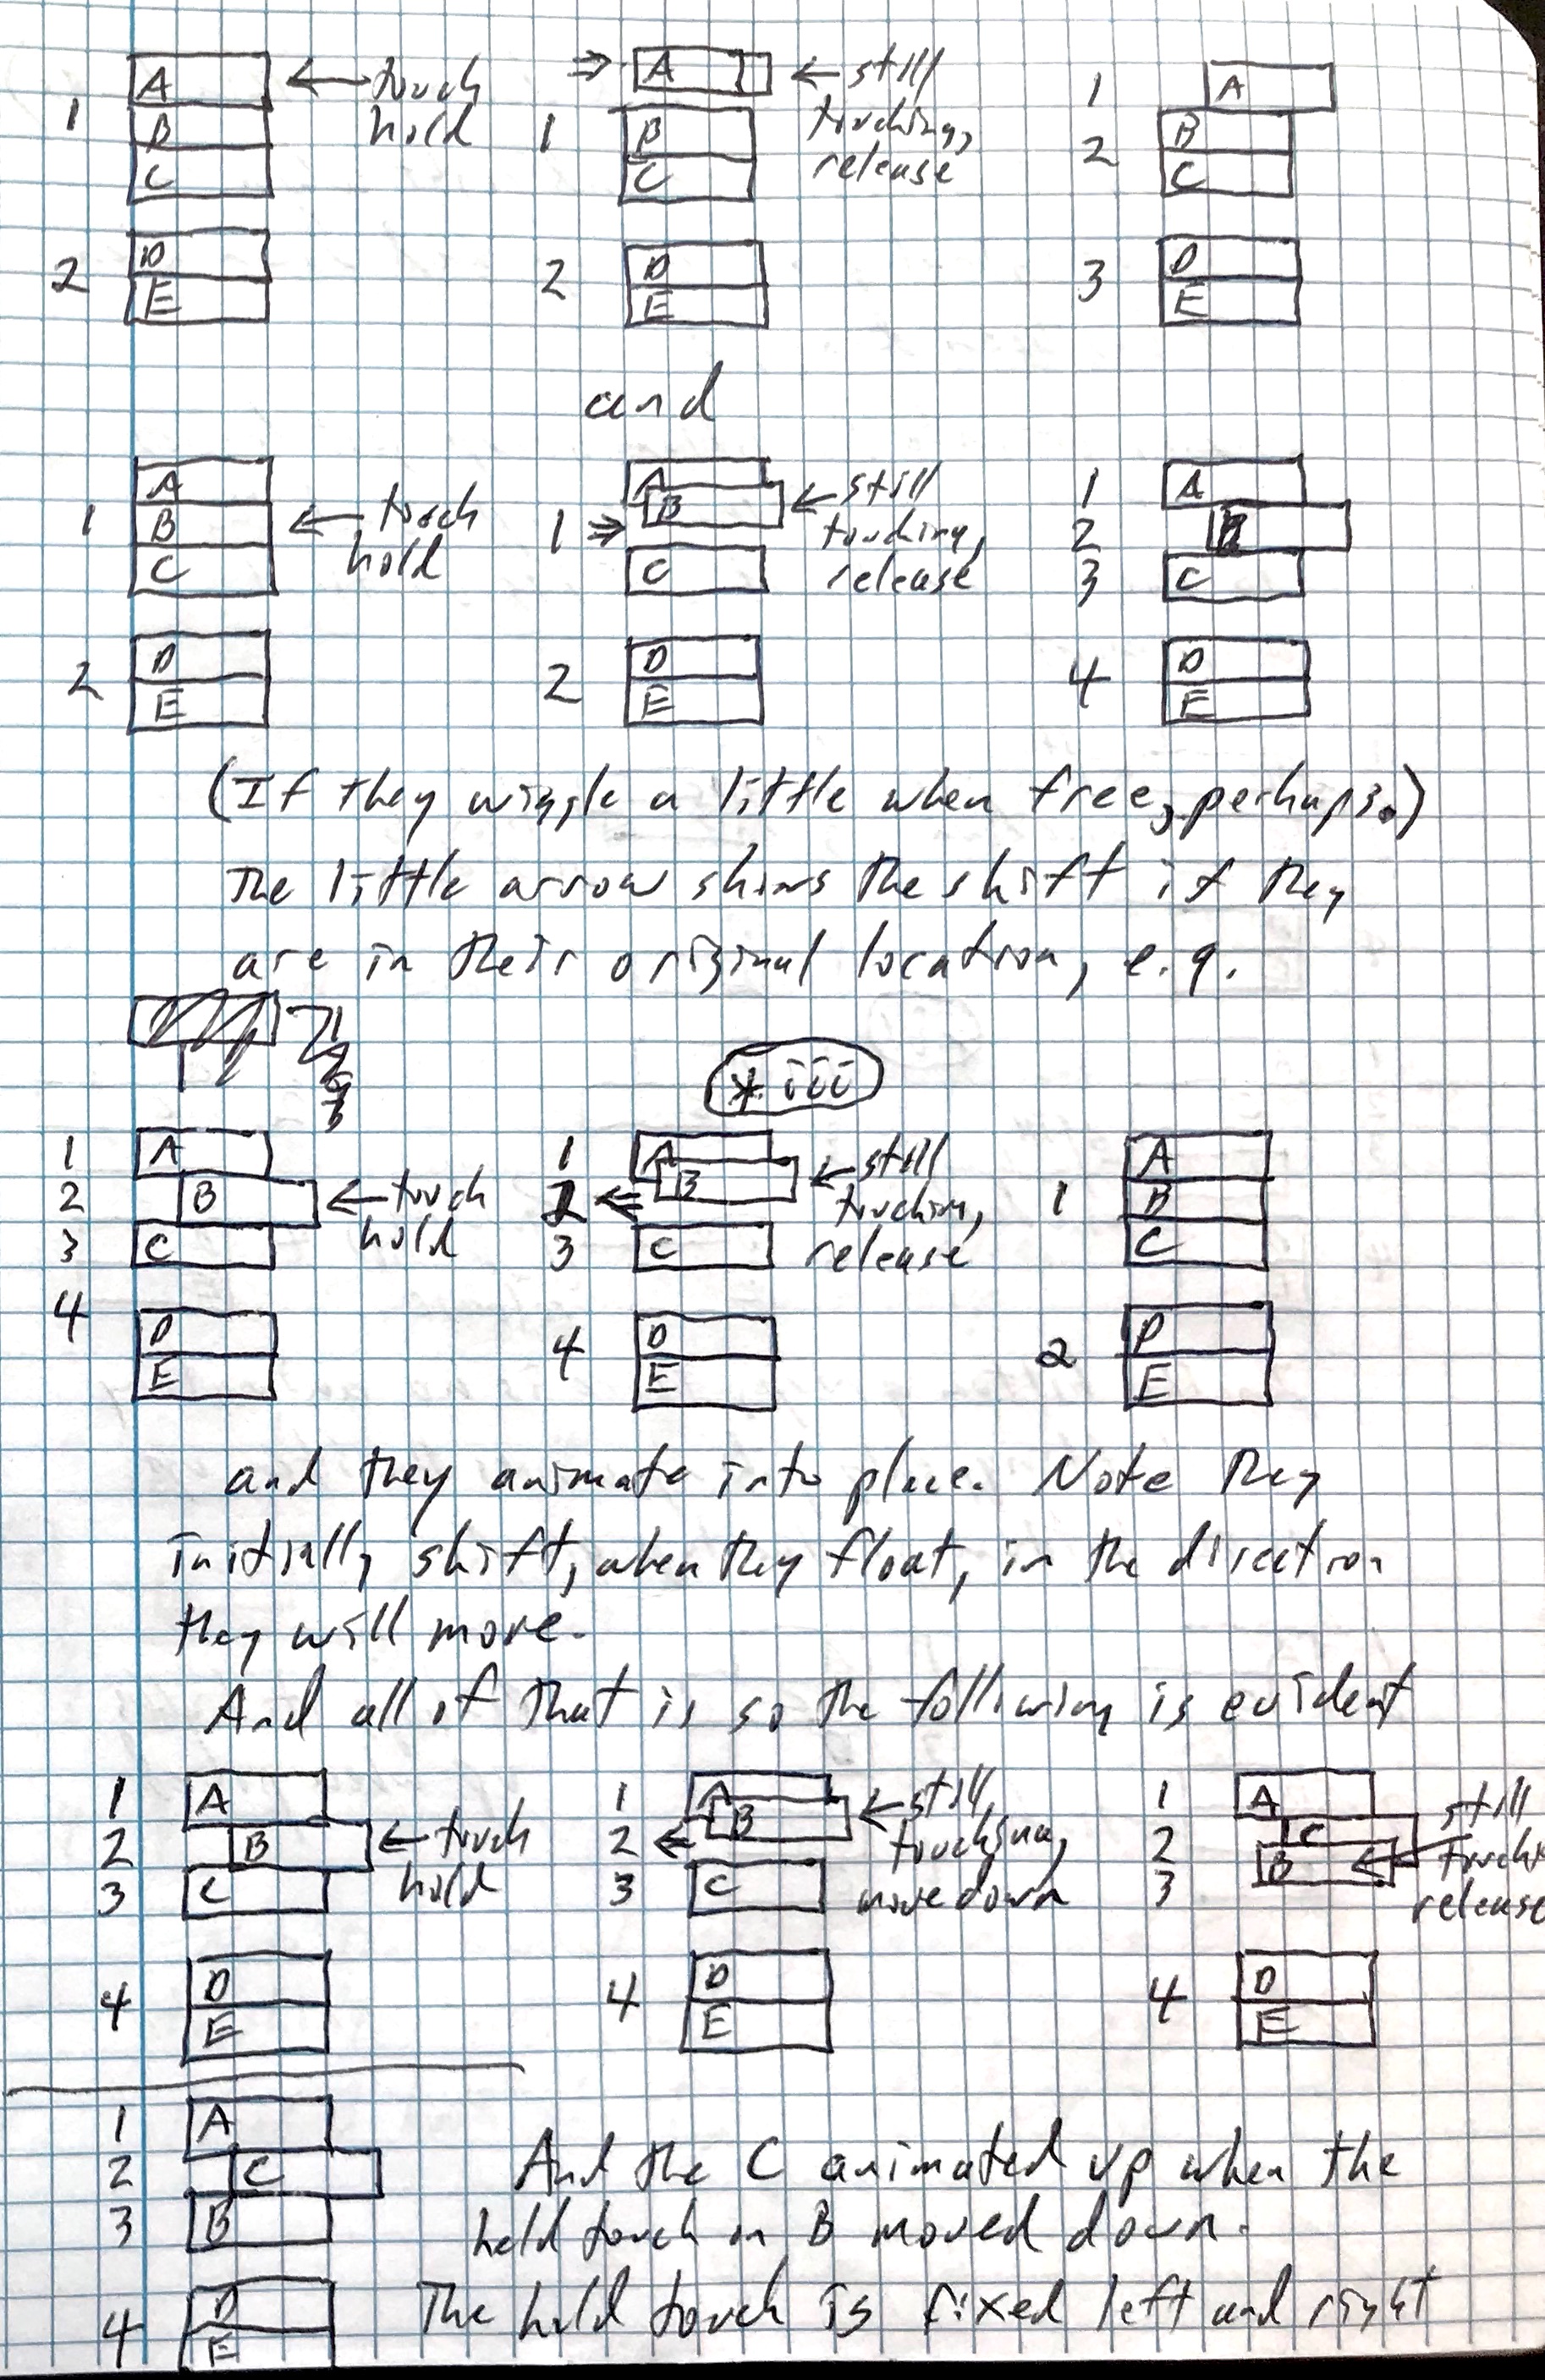 A ← touch
1 B hold
C
2 D
E
⇒ A ← still
1 B touching,
C release
2 D
E
1 A
2 B
C
3 D
E
and
A
1 B ← touch
C hold
2 D
E
A
B ← still
1 ⇒ touching,
C release
2 D
E
1 A
2 B
3 C
4 D
E
(If they wiggle a little when free, perhaps.)
The little arrow shows the shift if they
are in their original location, e.g.
* iii
1 A
2 B ← touch
3 C hold
4 D
E
1 A
B ← still
2 ⇐ touching,
3 C release
4 D
E
A
1 B
C
2 D
E
and they animate into place. Note they
initially shift, when they float, in the direction
they will move.
And all of that is so the following is evident
1 A
2 B ← touch
3 C hold
4 D
E
1 A
B ← still
2 ⇐ touching,
3 C move down
4 D
E
1 A still
2 C
B ←
3 release
4 D
E
1 A
2 C And the C animated up when the
3 B held touch on B moved down.
4 D The hold touch is fixed left and right
E